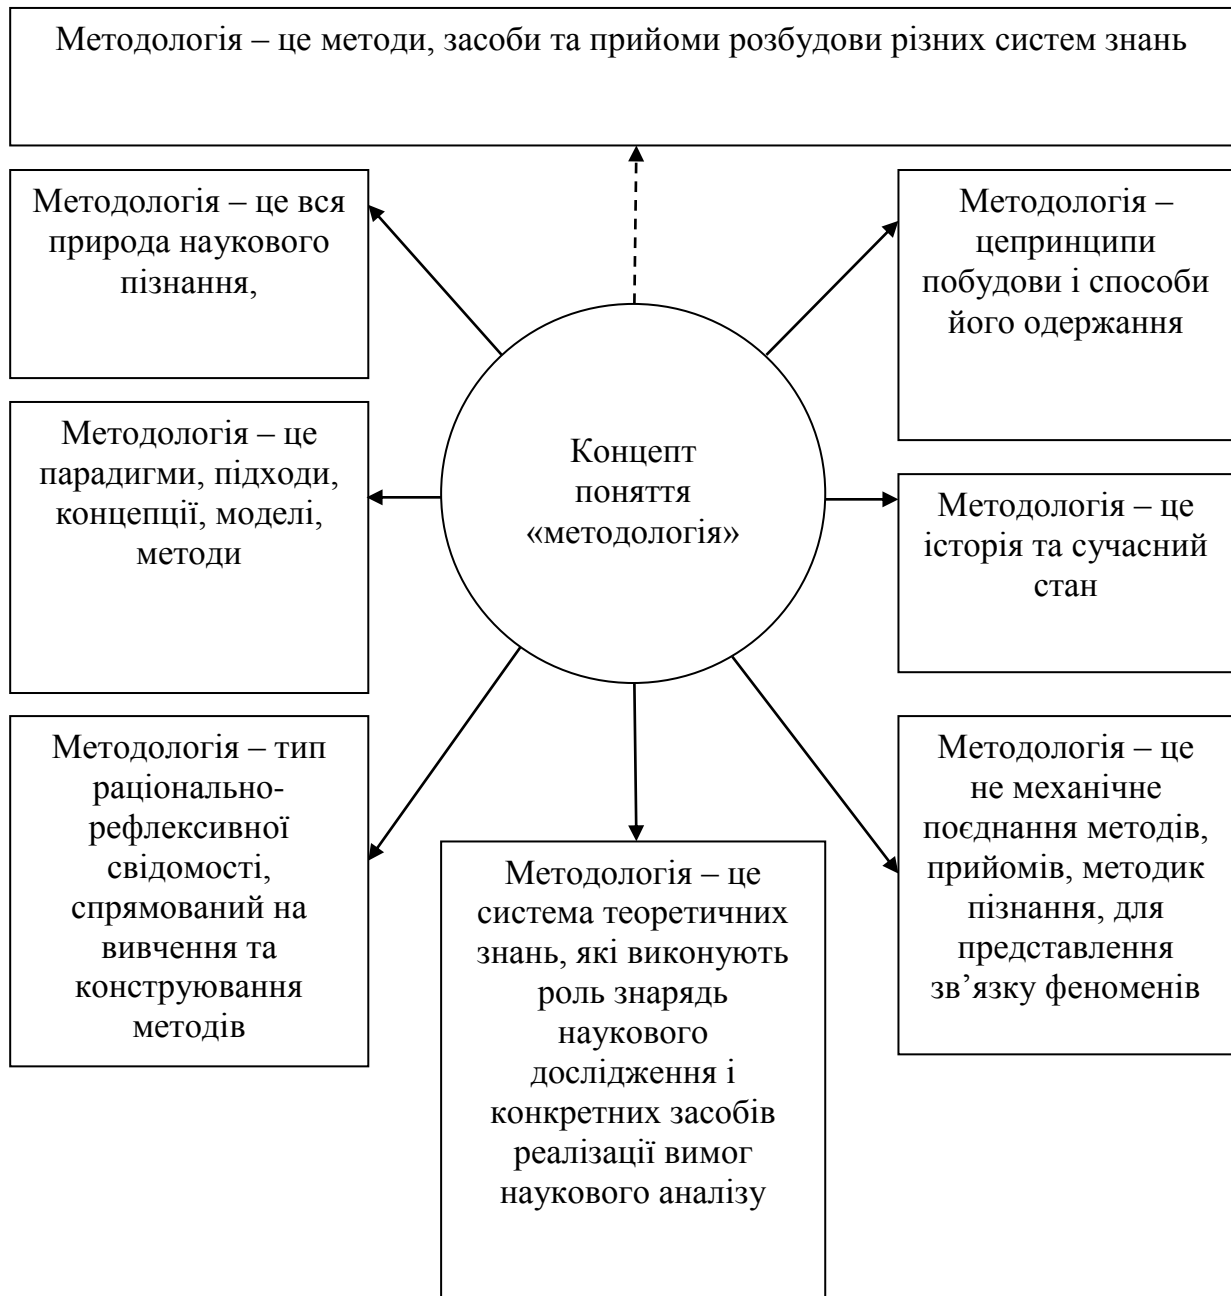 Методологія – це методи, засоби та прийоми розбудови різних систем знань
Методологія – це вся
природа наукового
пізнання,
Методологія –
цепринципи
побудови і способи
його одержання
Методологія – це
парадигми, підходи,
концепції, моделі,
методи
Концепт
поняття
«методологія»
Методологія – це
історія та сучасний
стан
Методологія – тип
раціонально-
рефлексивної
свідомості,
спрямований на
вивчення та
конструювання
методів
Методологія – це
система теоретичних
знань, які виконують
роль знарядь
наукового
дослідження і
конкретних засобів
реалізації вимог
наукового аналізу
Методологія – це
не механічне
поєднання методів,
прийомів, методик
пізнання, для
представлення
зв’язку феноменів